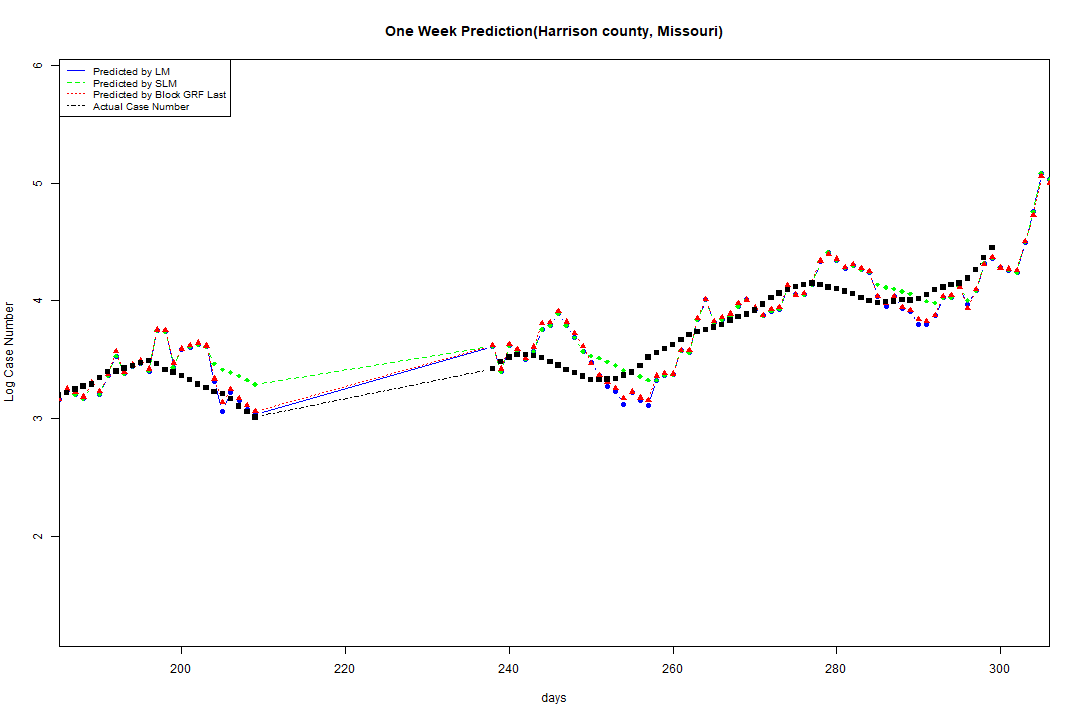 One Week Prediction(Harrison county, Missouri)
Predicted by LM
Predicted by SLM
Predicted by Block GRF Last
Actual Case Number
6
5
4
3
2
Log Case Number
200
220
240
260
280
300
days